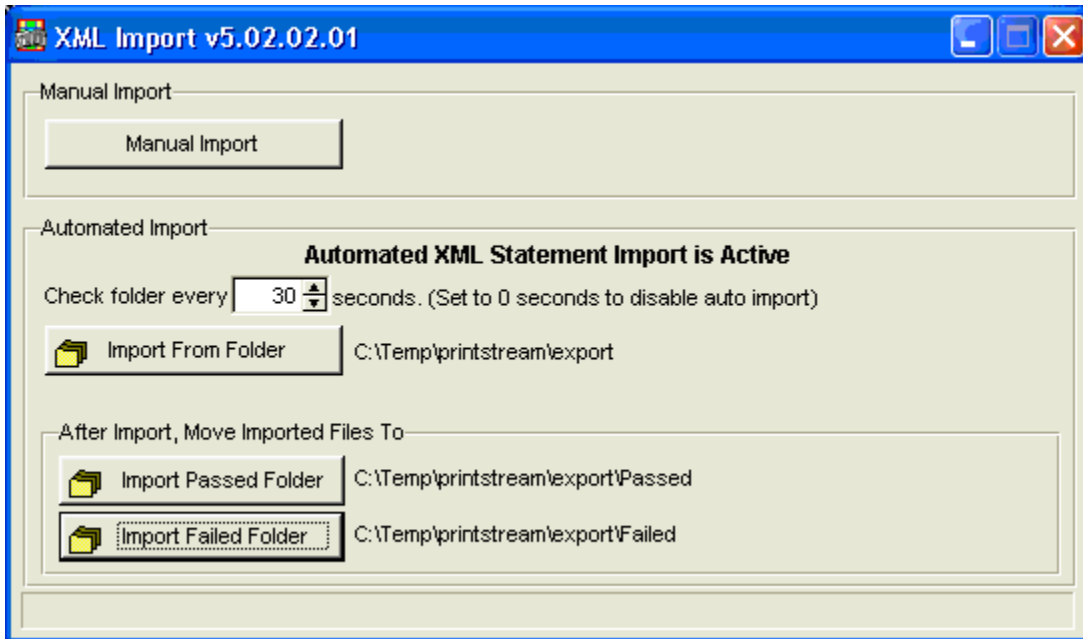 XML Import v5.02.02.01
Manual Import
Manual Import
Automated Import
Automated XML Statement Import is Active
Check folder every 30 seconds. (Set to 0 seconds to disable auto import)
Import From Folder C:\Temp\printstream\export
After Import, Move Imported Files To
Import Passed Folder C:\Temp\printstream\export\Passed
Import Failed Folder C:\Temp\printstream\export\Failed